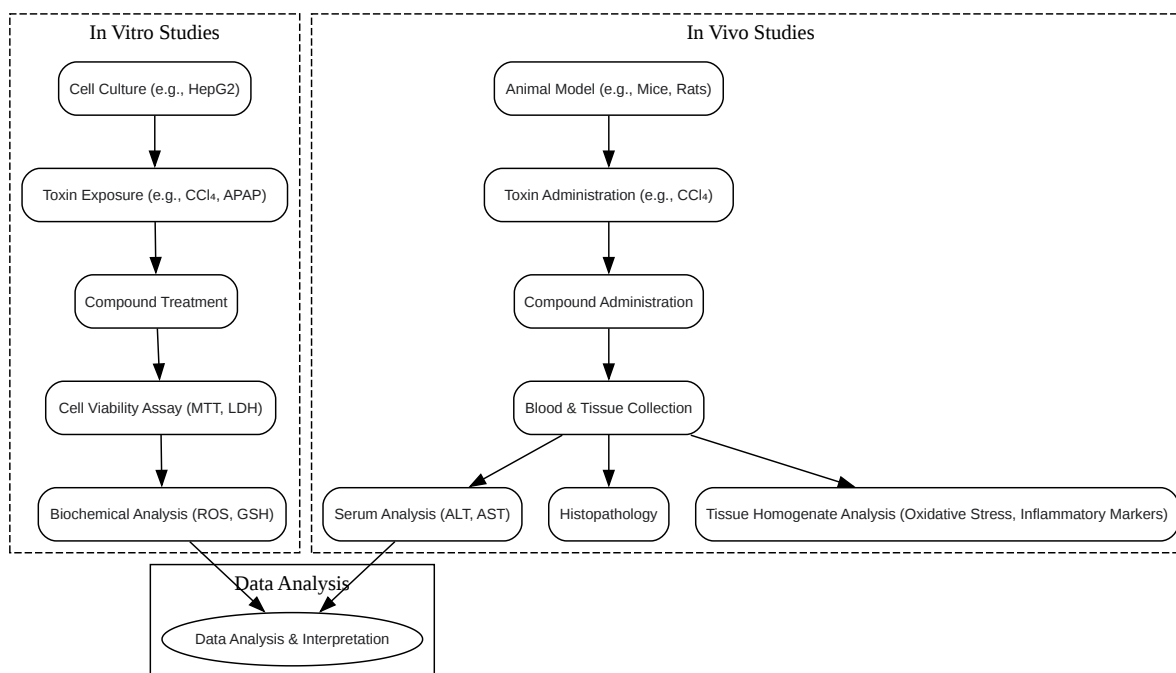 In Vitro Studies
Cell Culture (e.g., HepG2)
Toxin Exposure (e.g., CCl₄, APAP)
Compound Treatment
Cell Viability Assay (MTT, LDH)
Biochemical Analysis (ROS, GSH)
In Vivo Studies
Animal Model (e.g., Mice, Rats)
Toxin Administration (e.g., CCl₄)
Compound Administration
Blood & Tissue Collection
Serum Analysis (ALT, AST)
Histopathology
Tissue Homogenate Analysis (Oxidative Stress, Inflammatory Markers)
Data Analysis
Data Analysis & Interpretation